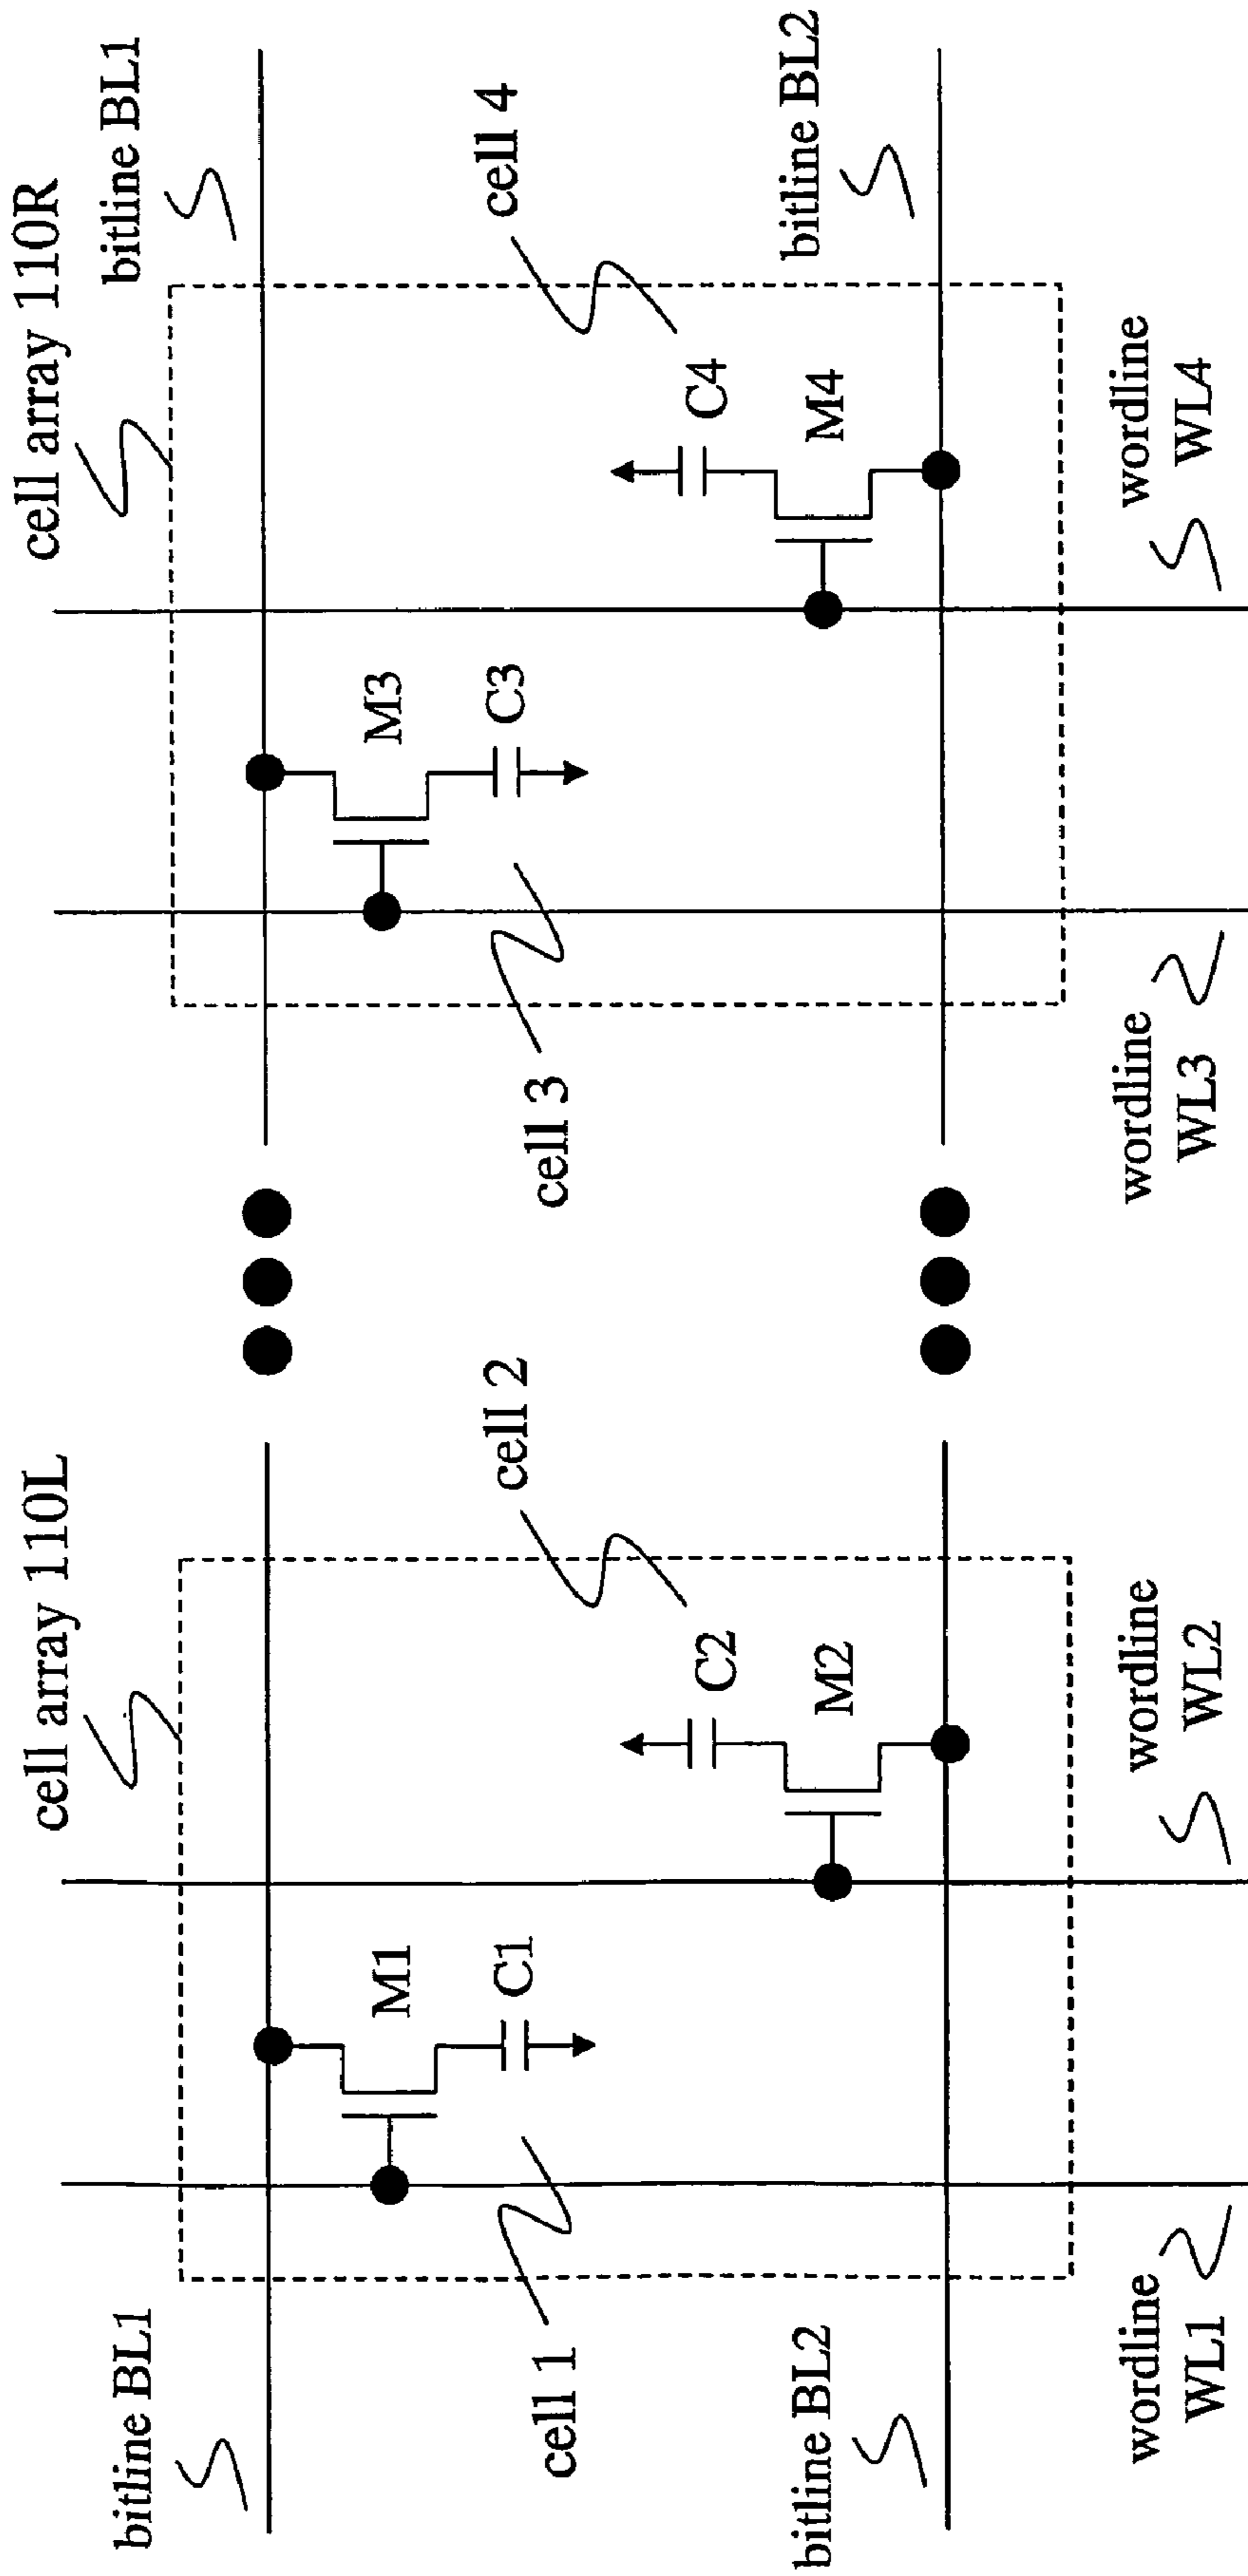 cell array 110L
cell array 110R
bitline BL1
bitline BL1
M1
C1
cell 1
cell 2
C2
M2
M3
C3
cell 3
cell 4
C4
M4
bitline BL2
bitline BL2
wordline
WL1
wordline
WL2
wordline
WL3
wordline
WL4